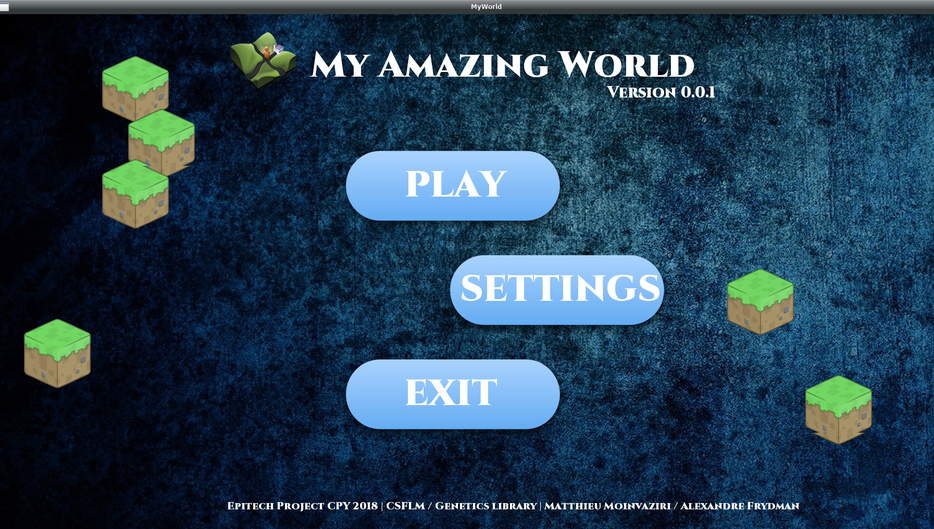 MyWorld
My Amazing World
Version 0.0.1
PLAY
SETTINGS
EXIT
Epitech Project CPY 2018 | CSFLM / Genetics library | Matthieu Moinvaziri / Alexandre Frydman